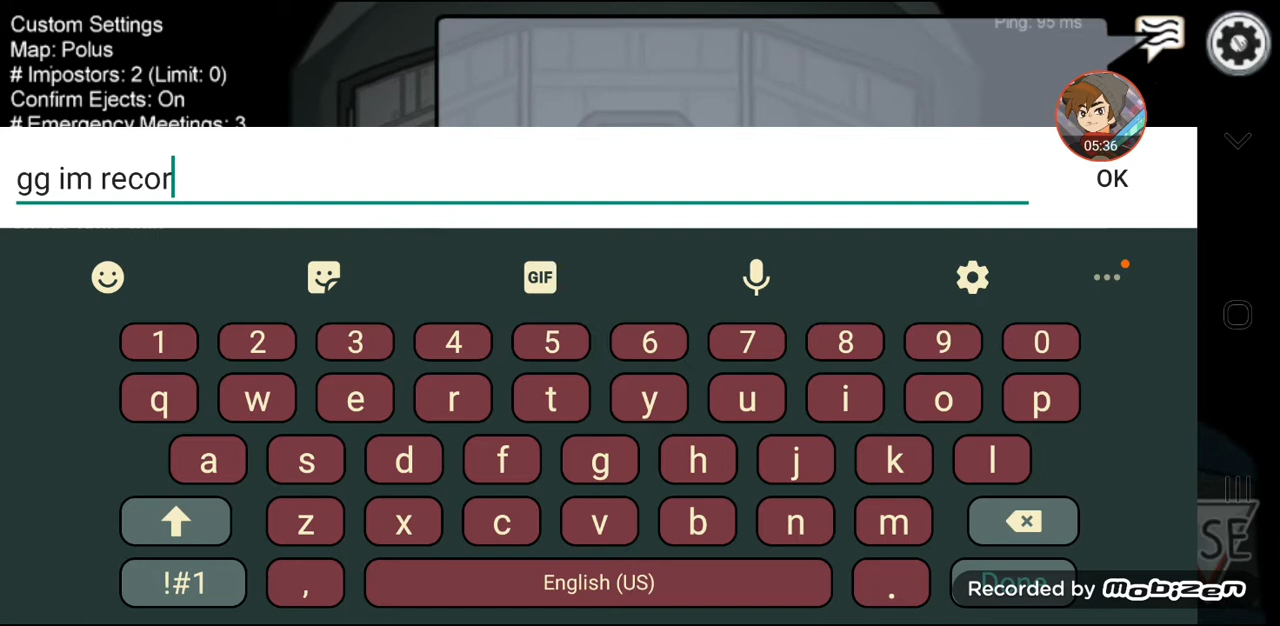 Custom Settings
Map: Polus
# Impostors: 2 (Limit: 0)
Confirm Ejects: On
# Emergency Meetings: 3
Ping: 95 ms
05:36
gg im recor
OK
GIF
1 2 3 4 5 6 7 8 9 0
q w e r t y u i o p
a s d f g h j k l
z x c v b n m
!#1 , English (US) . Done
Recorded by Mobizen